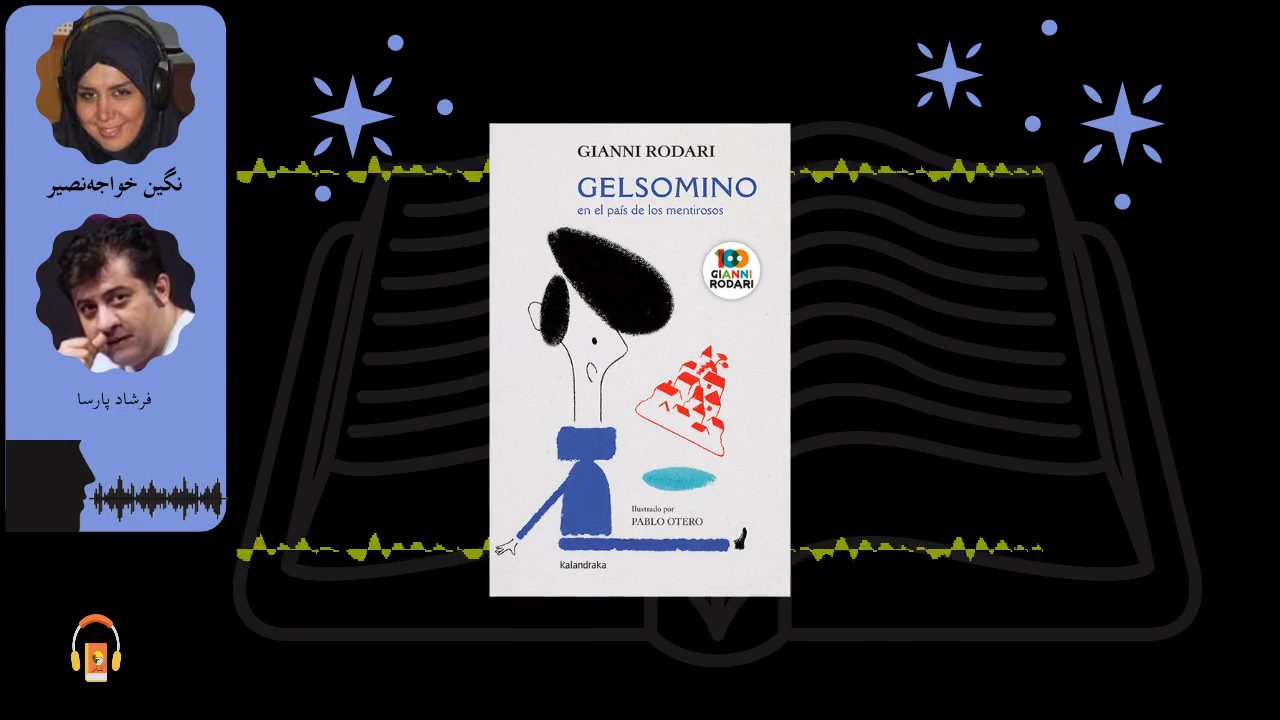 نگین خواجه‌نصیر
فرشاد پارسا
GIANNI RODARI
GELSOMINO
en el país de los mentirosos
100
GIANNI
RODARI
Ilustrado por
PABLO OTERO
kalandraka